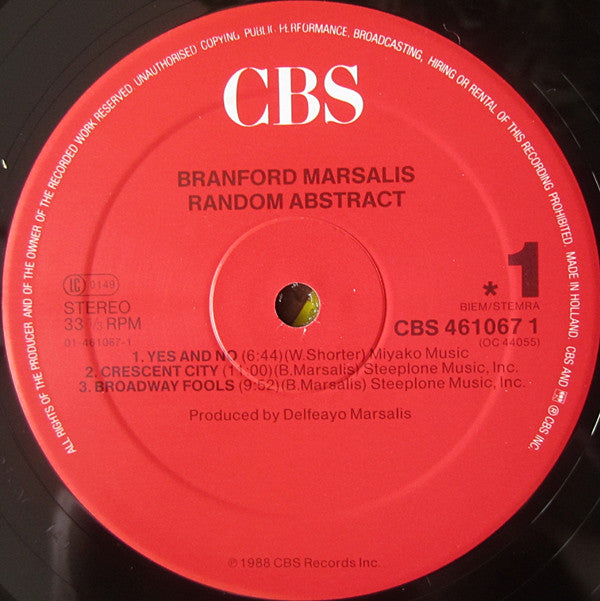 ALL RIGHTS OF THE PRODUCER AND OF THE OWNER OF THE RECORDED WORK RESERVED. UNAUTHORISED COPYING, PUBLIC PERFORMANCE, BROADCASTING, HIRING OR RENTAL OF THIS RECORDING PROHIBITED. MADE IN HOLLAND. CBS AND ℗ CBS INC.
CBS
BRANFORD MARSALIS
RANDOM ABSTRACT
LC 0149
STEREO
33 1/3 RPM
01-461067-1
* 1
BIEM/STEMRA
CBS 461067 1
(OC 44055)
1. YES AND NO (6:44) (W. Shorter) Miyako Music
2. CRESCENT CITY (11:00) (B. Marsalis) Steeplone Music, Inc.
3. BROADWAY FOOLS (9:52) (B. Marsalis) Steeplone Music, Inc.
Produced by Delfeayo Marsalis
℗ 1988 CBS Records Inc.